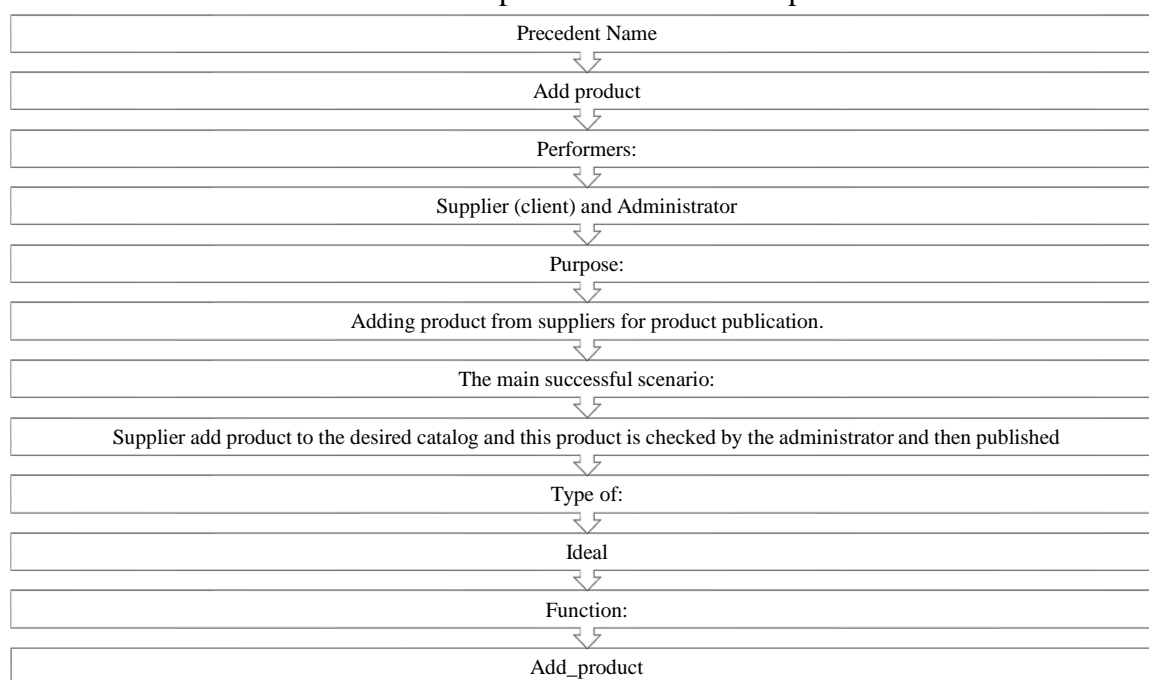 Precedent Name
Add product
Performers:
Supplier (client) and Administrator
Purpose:
Adding product from suppliers for product publication.
The main successful scenario:
Supplier add product to the desired catalog and this product is checked by the administrator and then published
Type of:
Ideal
Function:
Add_product